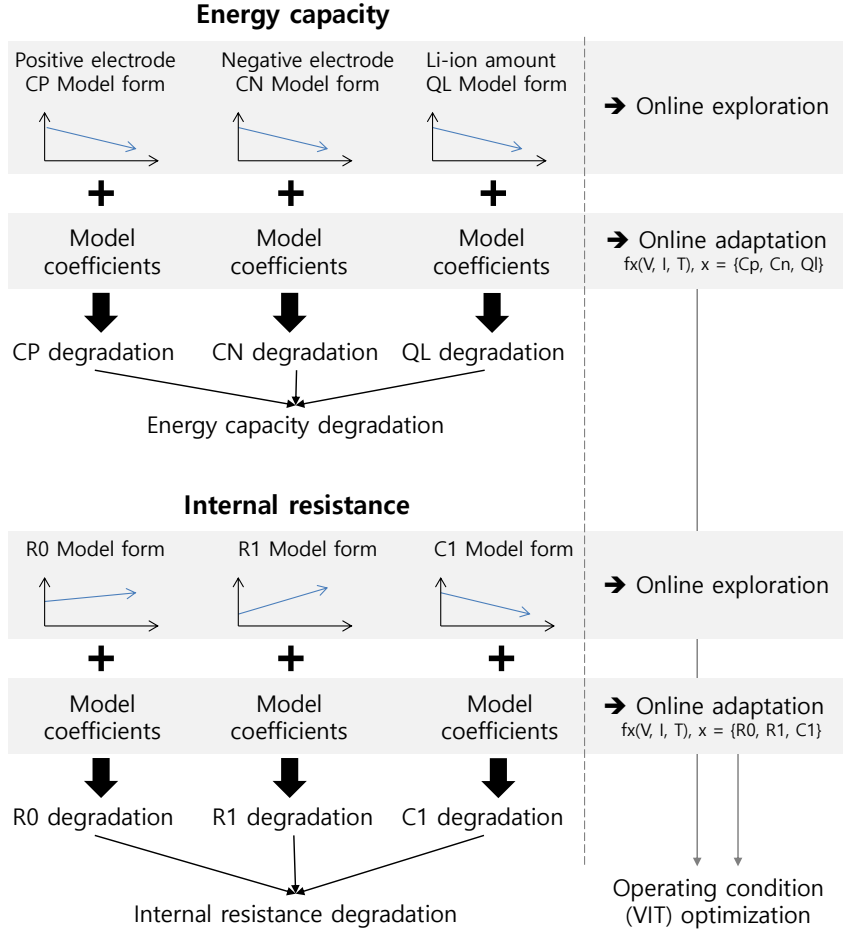 Energy capacity
Positive electrode
CP Model form
Negative electrode
CN Model form
Li-ion amount
QL Model form
➔ Online exploration
+ + +
Model
coefficients
Model
coefficients
Model
coefficients
➔ Online adaptation
fx(V, I, T), x = {Cp, Cn, Ql}
CP degradation
CN degradation
QL degradation
Energy capacity degradation
Internal resistance
R0 Model form
R1 Model form
C1 Model form
➔ Online exploration
+ + +
Model
coefficients
Model
coefficients
Model
coefficients
➔ Online adaptation
fx(V, I, T), x = {R0, R1, C1}
R0 degradation
R1 degradation
C1 degradation
Internal resistance degradation
Operating condition
(VIT) optimization